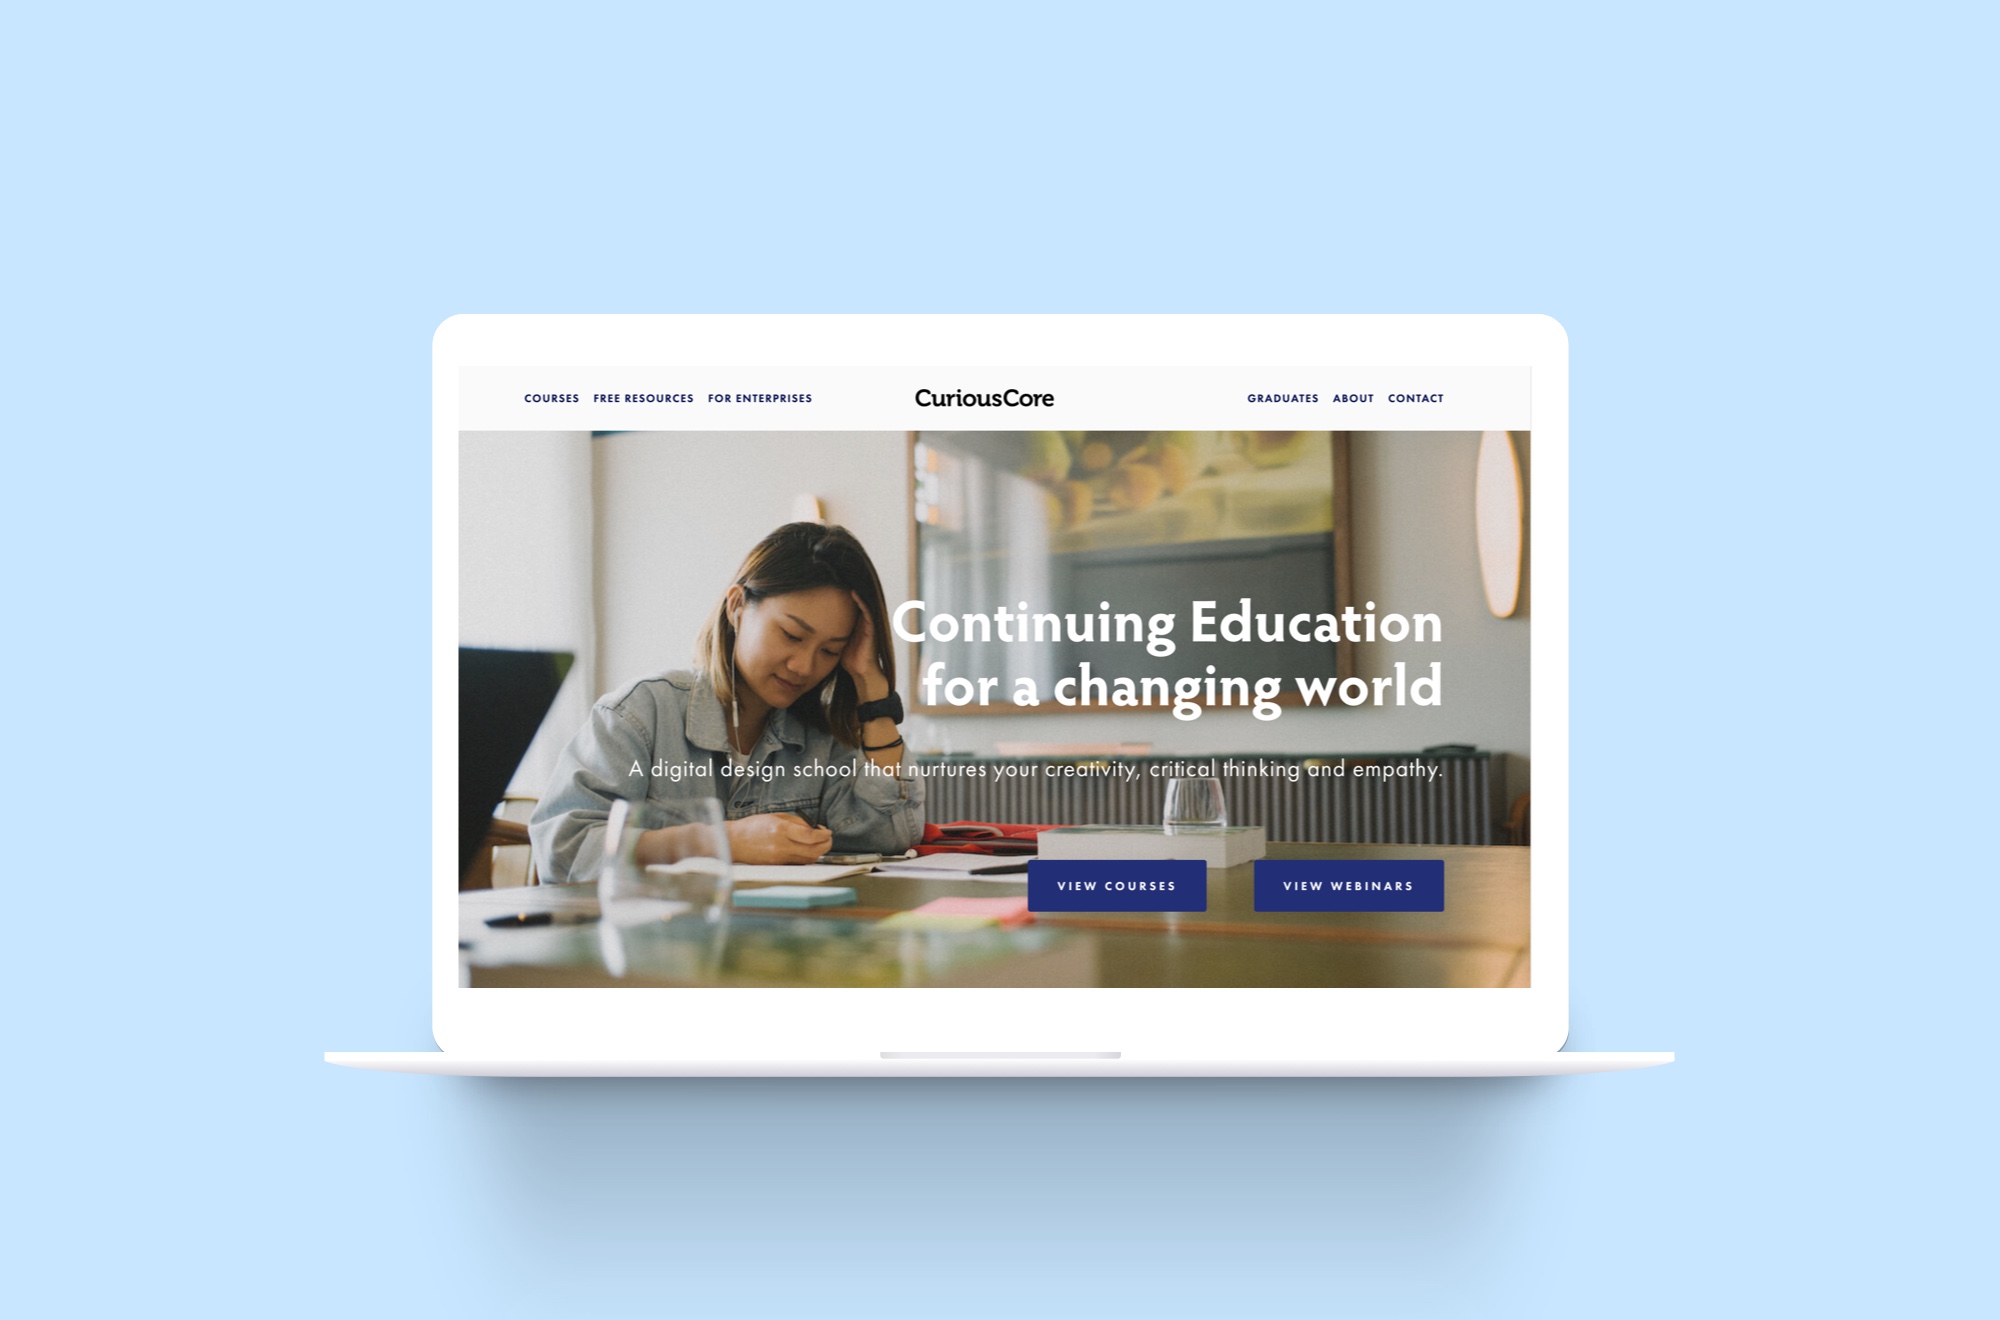 COURSES FREE RESOURCES FOR ENTERPRISES CuriousCore GRADUATES ABOUT CONTACT
Continuing Education
for a changing world
A digital design school that nurtures your creativity, critical thinking and empathy.
VIEW COURSES VIEW WEBINARS